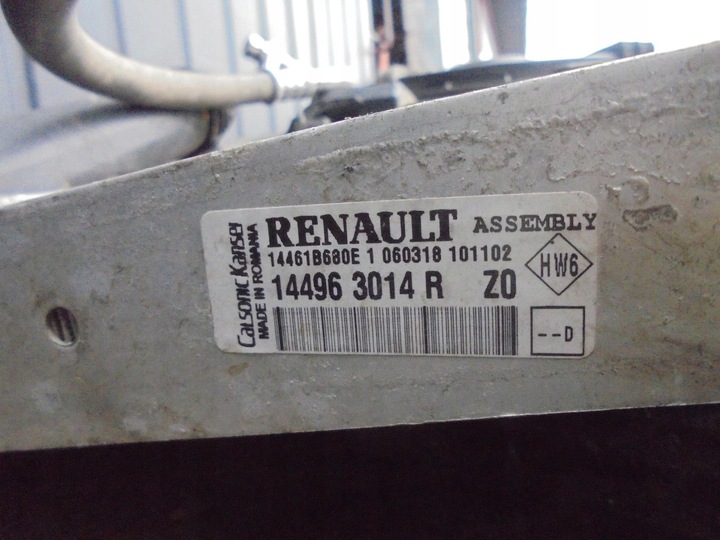 Calsonic Kansei
MADE IN ROMANIA
RENAULT ASSEMBLY
14461B680E 1 060318 101102
14496 3014 R Z0
HW6
--D